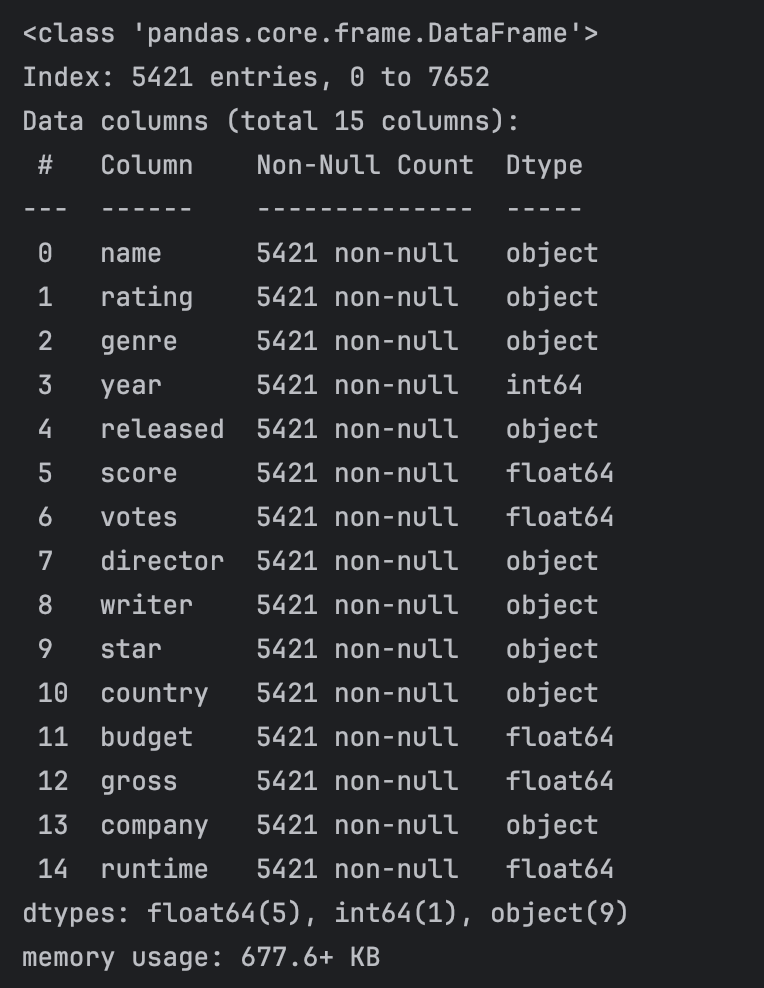 <class 'pandas.core.frame.DataFrame'>
Index: 5421 entries, 0 to 7652
Data columns (total 15 columns):
 #   Column    Non-Null Count  Dtype
---  ------    --------------  -----
 0   name      5421 non-null   object
 1   rating    5421 non-null   object
 2   genre     5421 non-null   object
 3   year      5421 non-null   int64
 4   released  5421 non-null   object
 5   score     5421 non-null   float64
 6   votes     5421 non-null   float64
 7   director  5421 non-null   object
 8   writer    5421 non-null   object
 9   star      5421 non-null   object
 10  country   5421 non-null   object
 11  budget    5421 non-null   float64
 12  gross     5421 non-null   float64
 13  company   5421 non-null   object
 14  runtime   5421 non-null   float64
dtypes: float64(5), int64(1), object(9)
memory usage: 677.6+ KB